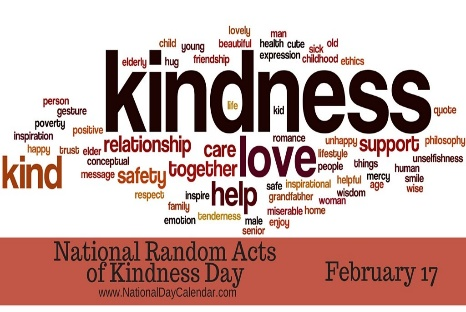 lovely
man
child young beautiful health cute old
sick
elderly hug friendship expression childhood ethics
kindness
person
gesture
life
kid
quote
poverty
inspiration
positive
romance
happy trust elder relationship care love unhappy support philosophy
conceptual
together
lifestyle
people things
unselfishness
kind
message safety
mercy
human
respect
inspire help safe inspirational helpful
wisdom age
smile
wise
family
grandfather woman
emotion tenderness male miserable home
senior enjoy
National Random Acts
of Kindness Day
www.NationalDayCalendar.com
February 17